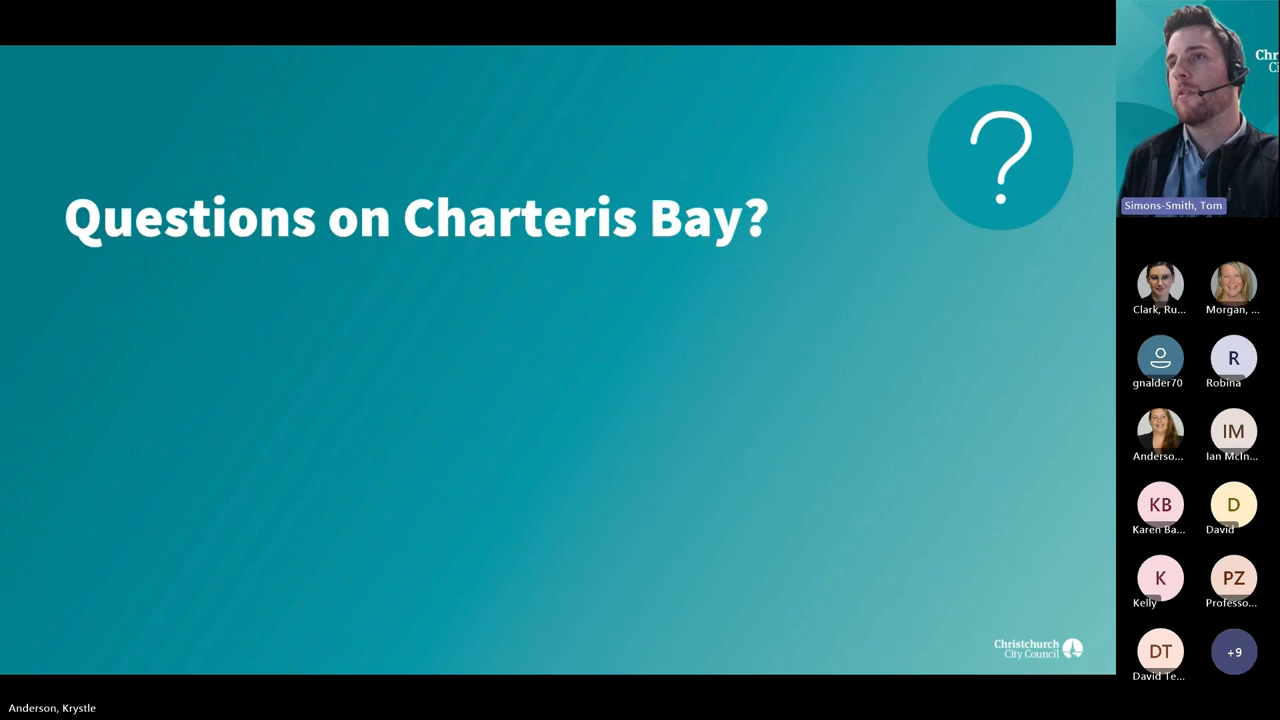 Questions on Charteris Bay?
?
Christchurch
City Council
Anderson, Krystle
Chr
Ci
Simons-Smith, Tom
Clark, Ru...
Morgan, ...
gnalder70
R
Robina
Anderso...
IM
Ian McIn...
KB
Karen Ba...
D
David
K
Kelly
PZ
Professo...
DT
David Te...
+9